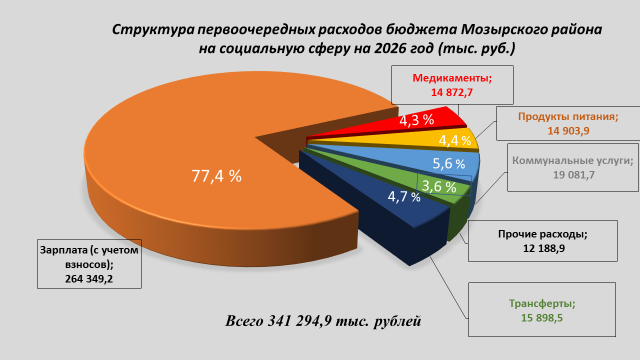 Структура первоочередных расходов бюджета Мозырского района
на социальную сферу на 2026 год (тыс. руб.)
Медикаменты;
14 872,7
4,3 %
Продукты питания;
14 903,9
4,4 %
Коммунальные услуги;
19 081,7
5,6 %
77,4 %
3,6 %
4,7 %
Прочие расходы;
12 188,9
Зарплата (с учетом
взносов);
264 349,2
Трансферты;
15 898,5
Всего 341 294,9 тыс. рублей